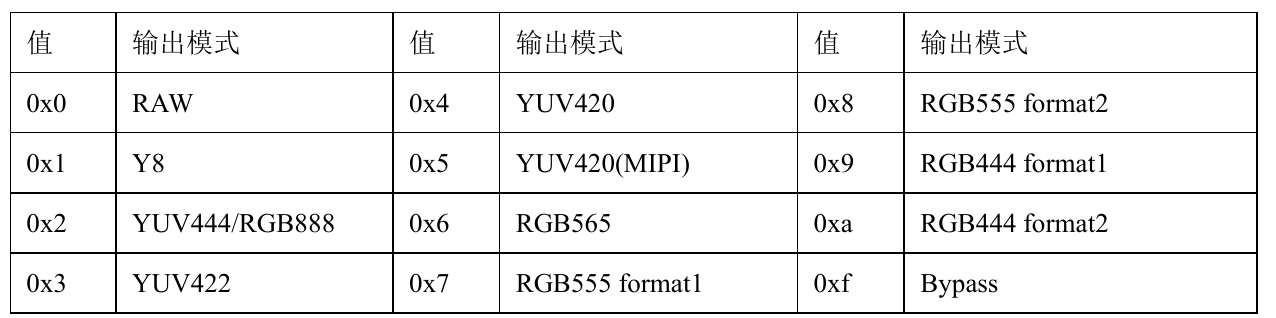 值 输出模式 值 输出模式 值 输出模式
0x0 RAW 0x4 YUV420 0x8 RGB555 format2
0x1 Y8 0x5 YUV420(MIPI) 0x9 RGB444 format1
0x2 YUV444/RGB888 0x6 RGB565 0xa RGB444 format2
0x3 YUV422 0x7 RGB555 format1 0xf Bypass